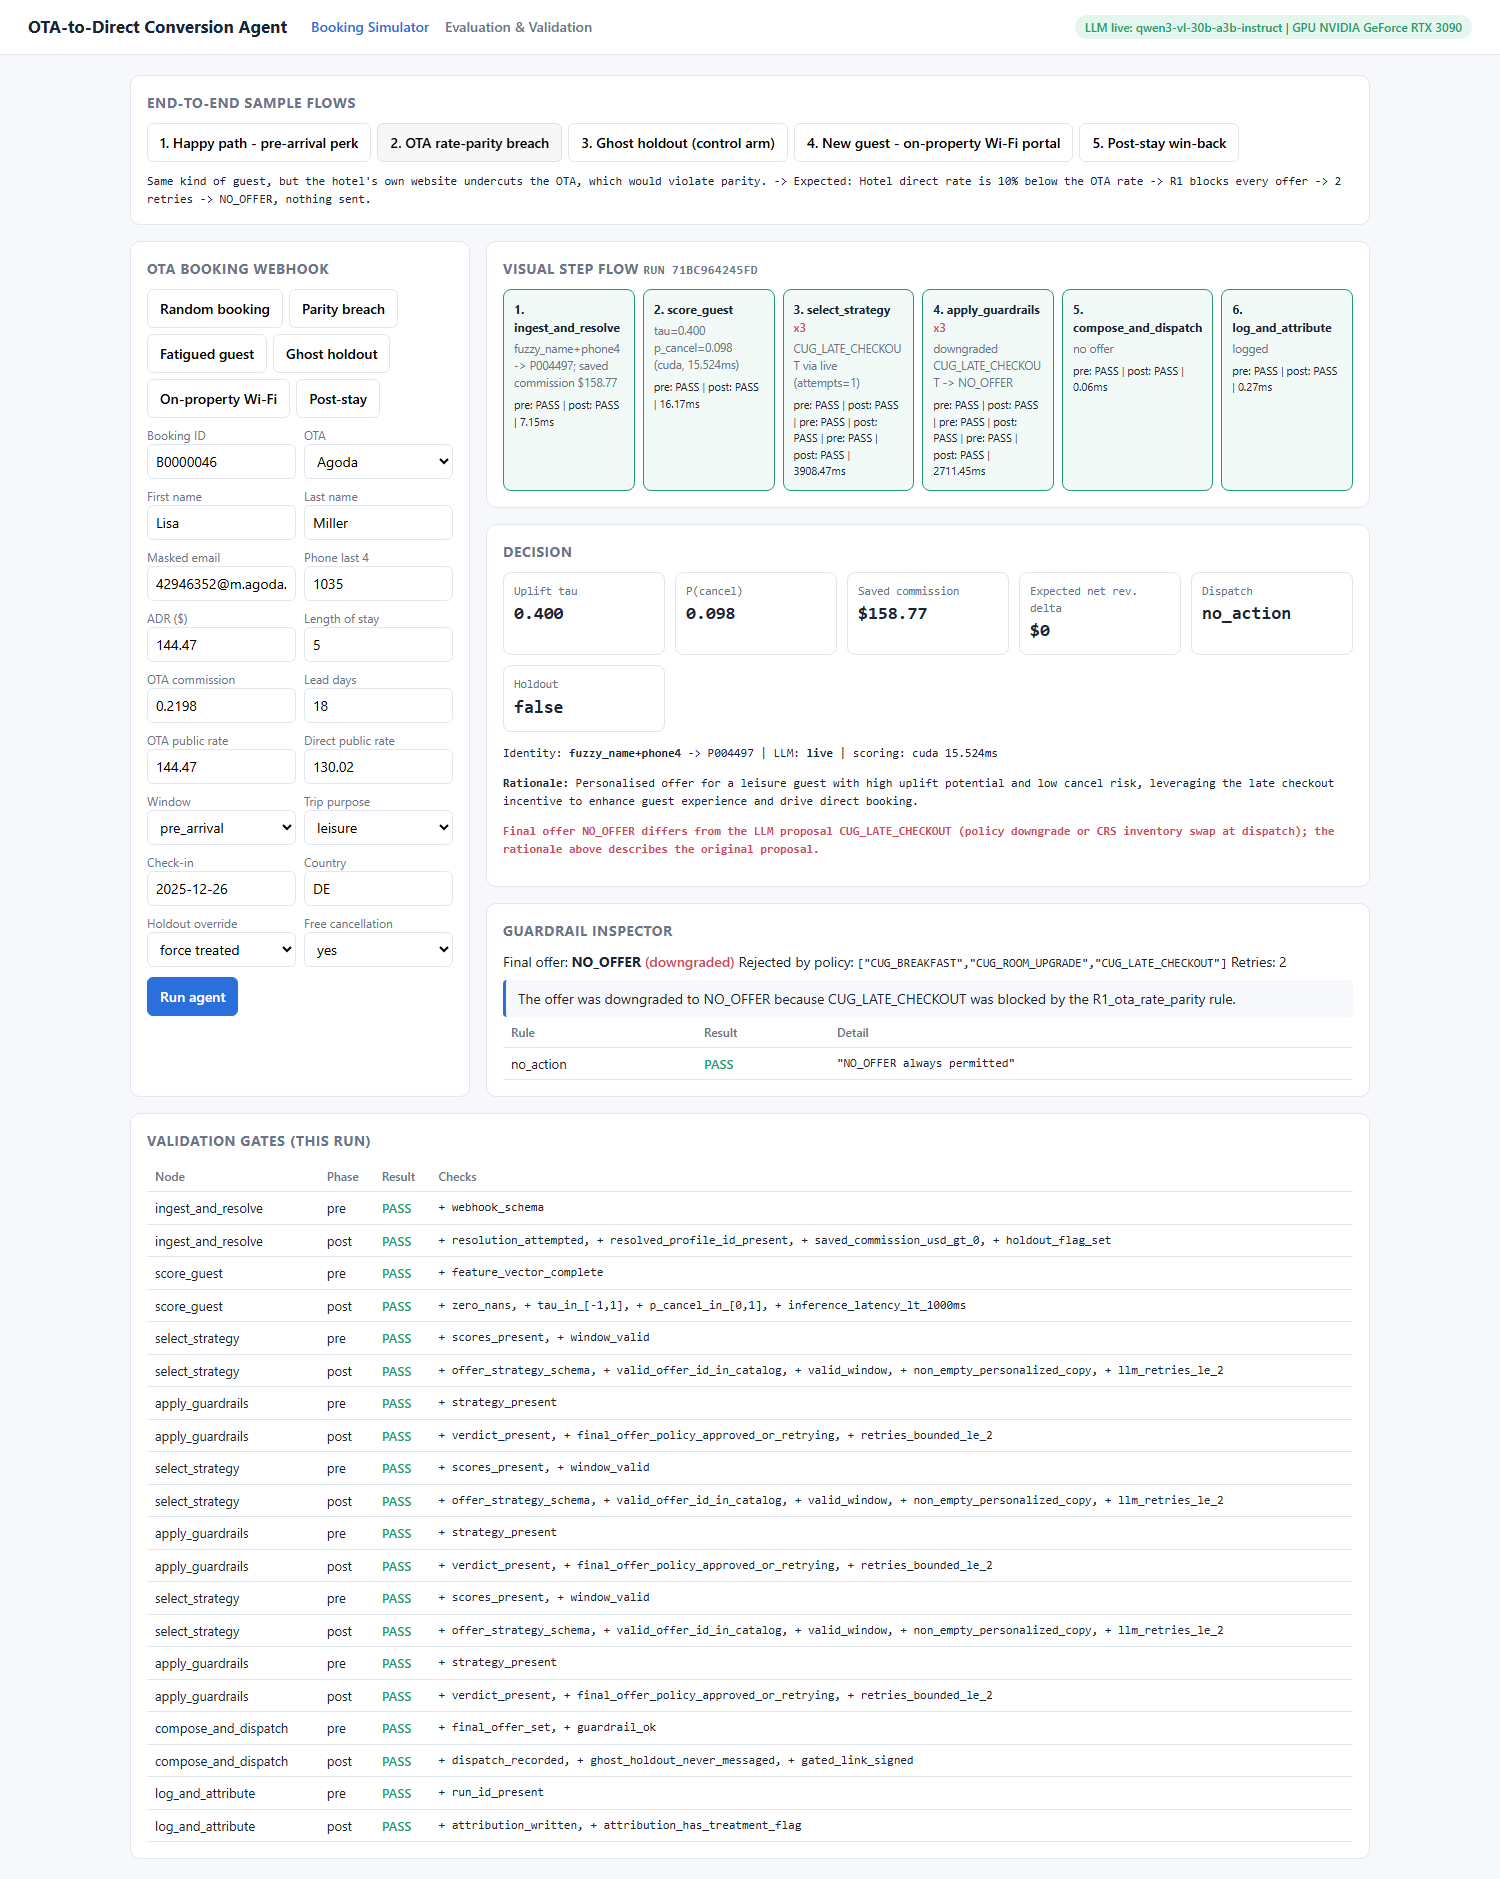 OTA-to-Direct Conversion Agent
Booking Simulator
Evaluation & Validation
LLM live: qwen3-vl-30b-a3b-instruct | GPU NVIDIA GeForce RTX 3090
END-TO-END SAMPLE FLOWS
1. Happy path - pre-arrival perk
2. OTA rate-parity breach
3. Ghost holdout (control arm)
4. New guest - on-property Wi-Fi portal
5. Post-stay win-back
Same kind of guest, but the hotel's own website undercuts the OTA, which would violate parity. -> Expected: Hotel direct rate is 10% below the OTA rate -> R1 blocks every offer -> 2
retries -> NO_OFFER, nothing sent.
OTA BOOKING WEBHOOK
Random booking
Parity breach
Fatigued guest
Ghost holdout
On-property Wi-Fi
Post-stay
Booking ID
OTA
B0000046
Agoda
First name
Last name
Lisa
Miller
Masked email
Phone last 4
42946352@m.agoda.
1035
ADR ($)
Length of stay
144.47
5
OTA commission
Lead days
0.2198
18
OTA public rate
Direct public rate
144.47
130.02
Window
Trip purpose
pre_arrival
leisure
Check-in
Country
2025-12-26
DE
Holdout override
Free cancellation
force treated
yes
Run agent
VISUAL STEP FLOW RUN 71BC964245FD
1.
ingest_and_resolve
fuzzy_name+phone4
-> P004497; saved
commission $158.77
pre: PASS | post: PASS
| 7.15ms
2. score_guest
tau=0.400
p_cancel=0.098
(cuda, 15.524ms)
pre: PASS | post: PASS
| 16.17ms
3. select_strategy
x3
CUG_LATE_CHECKOU
T via live
(attempts=1)
pre: PASS | post: PASS
| pre: PASS | post:
PASS | pre: PASS |
post: PASS |
3908.47ms
4. apply_guardrails
x3
downgraded
CUG_LATE_CHECKOU
T -> NO_OFFER
pre: PASS | post: PASS
| pre: PASS | post:
PASS | pre: PASS |
post: PASS |
2711.45ms
5.
compose_and_dispatch
no offer
pre: PASS | post: PASS |
0.06ms
6.
log_and_attribute
logged
pre: PASS | post: PASS
| 0.27ms
DECISION
Uplift tau
0.400
P(cancel)
0.098
Saved commission
$158.77
Expected net rev.
delta
$0
Dispatch
no_action
Holdout
false
Identity: fuzzy_name+phone4 -> P004497 | LLM: live | scoring: cuda 15.524ms
Rationale: Personalised offer for a leisure guest with high uplift potential and low cancel risk, leveraging the late checkout
incentive to enhance guest experience and drive direct booking.
Final offer NO_OFFER differs from the LLM proposal CUG_LATE_CHECKOUT (policy downgrade or CRS inventory swap at dispatch); the
rationale above describes the original proposal.
GUARDRAIL INSPECTOR
Final offer: NO_OFFER (downgraded) Rejected by policy: ["CUG_BREAKFAST","CUG_ROOM_UPGRADE","CUG_LATE_CHECKOUT"] Retries: 2
The offer was downgraded to NO_OFFER because CUG_LATE_CHECKOUT was blocked by the R1_ota_rate_parity rule.
Rule Result Detail
no_action PASS "NO_OFFER always permitted"
VALIDATION GATES (THIS RUN)
Node Phase Result Checks
ingest_and_resolve pre PASS + webhook_schema
ingest_and_resolve post PASS + resolution_attempted, + resolved_profile_id_present, + saved_commission_usd_gt_0, + holdout_flag_set
score_guest pre PASS + feature_vector_complete
score_guest post PASS + zero_nans, + tau_in_[-1,1], + p_cancel_in_[0,1], + inference_latency_lt_1000ms
select_strategy pre PASS + scores_present, + window_valid
select_strategy post PASS + offer_strategy_schema, + valid_offer_id_in_catalog, + valid_window, + non_empty_personalized_copy, + llm_retries_le_2
apply_guardrails pre PASS + strategy_present
apply_guardrails post PASS + verdict_present, + final_offer_policy_approved_or_retrying, + retries_bounded_le_2
select_strategy pre PASS + scores_present, + window_valid
select_strategy post PASS + offer_strategy_schema, + valid_offer_id_in_catalog, + valid_window, + non_empty_personalized_copy, + llm_retries_le_2
apply_guardrails pre PASS + strategy_present
apply_guardrails post PASS + verdict_present, + final_offer_policy_approved_or_retrying, + retries_bounded_le_2
select_strategy pre PASS + scores_present, + window_valid
select_strategy post PASS + offer_strategy_schema, + valid_offer_id_in_catalog, + valid_window, + non_empty_personalized_copy, + llm_retries_le_2
apply_guardrails pre PASS + strategy_present
apply_guardrails post PASS + verdict_present, + final_offer_policy_approved_or_retrying, + retries_bounded_le_2
compose_and_dispatch pre PASS + final_offer_set, + guardrail_ok
compose_and_dispatch post PASS + dispatch_recorded, + ghost_holdout_never_messaged, + gated_link_signed
log_and_attribute pre PASS + run_id_present
log_and_attribute post PASS + attribution_written, + attribution_has_treatment_flag